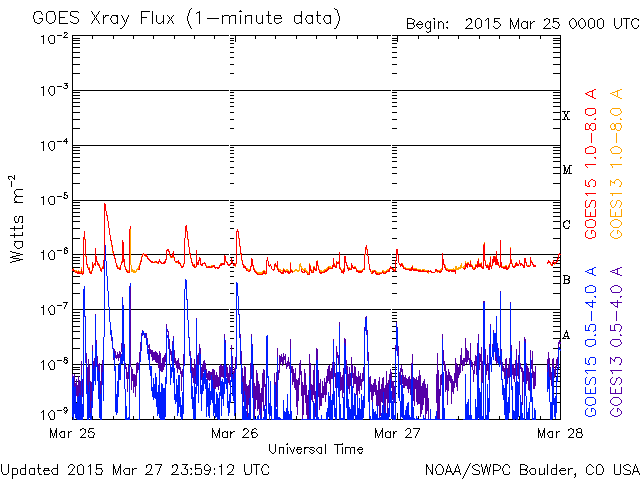 GOES Xray Flux (1-minute data)
Begin: 2015 Mar 25 0000 UTC
10⁻²
10⁻³
10⁻⁴
10⁻⁵
10⁻⁶
10⁻⁷
10⁻⁸
10⁻⁹
Watts m⁻²
X
M
C
B
A
GOES15 1.0-8.0 A
GOES13 1.0-8.0 A
GOES15 0.5-4.0 A
GOES13 0.5-4.0 A
Mar 25 Mar 26 Mar 27 Mar 28
Universal Time
Updated 2015 Mar 27 23:59:12 UTC
NOAA/SWPC Boulder, CO USA